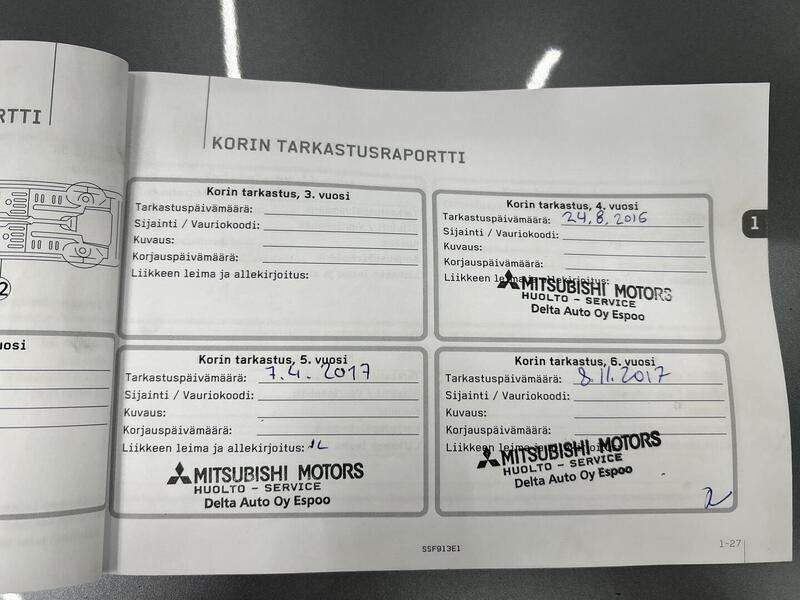 RTTI
2
uosi
KORIN TARKASTUSRAPORTTI
Korin tarkastus, 3. vuosi
Tarkastuspäivämäärä:
Sijainti / Vauriokoodi:
Kuvaus:
Korjauspäivämäärä:
Liikkeen leima ja allekirjoitus:
Korin tarkastus, 4. vuosi
Tarkastuspäivämäärä: 24.8.2016
Sijainti / Vauriokoodi:
Kuvaus:
Korjauspäivämäärä:
Liikkeen leima ja allekirjoitus:
MITSUBISHI MOTORS
HUOLTO - SERVICE
Delta Auto Oy Espoo
1
Korin tarkastus, 5. vuosi
Tarkastuspäivämäärä: 7.4.2017
Sijainti / Vauriokoodi:
Kuvaus:
Korjauspäivämäärä:
Liikkeen leima ja allekirjoitus:
MITSUBISHI MOTORS
HUOLTO - SERVICE
Delta Auto Oy Espoo
Korin tarkastus, 6. vuosi
Tarkastuspäivämäärä: 8.11.2017
Sijainti / Vauriokoodi:
Kuvaus:
Korjauspäivämäärä:
Liikkeen leima ja allekirjoitus:
MITSUBISHI MOTORS
HUOLTO - SERVICE
Delta Auto Oy Espoo
SSF913E1
1-27